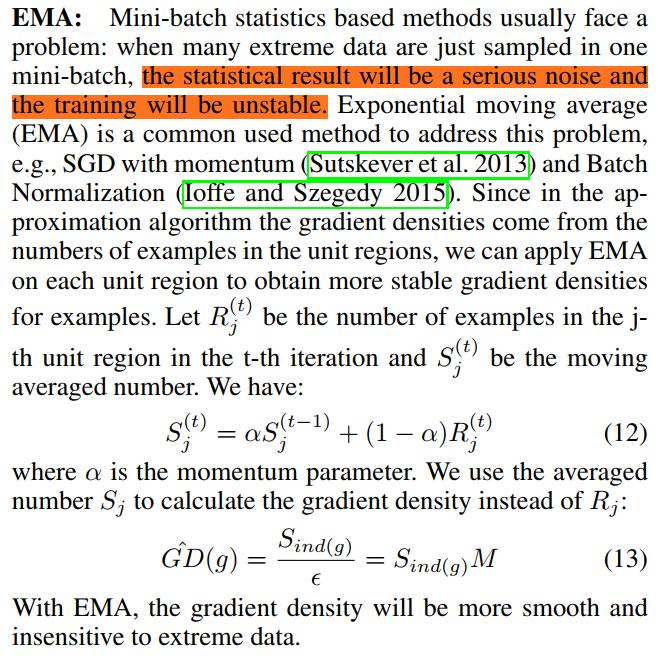 EMA: Mini-batch statistics based methods usually face a
problem: when many extreme data are just sampled in one
mini-batch, the statistical result will be a serious noise and
the training will be unstable. Exponential moving average
(EMA) is a common used method to address this problem,
e.g., SGD with momentum (Sutskever et al. 2013) and Batch
Normalization (Ioffe and Szegedy 2015). Since in the ap-
proximation algorithm the gradient densities come from the
numbers of examples in the unit regions, we can apply EMA
on each unit region to obtain more stable gradient densities
for examples. Let R_j^{(t)} be the number of examples in the j-
th unit region in the t-th iteration and S_j^{(t)} be the moving
averaged number. We have:
S_j^{(t)} = αS_j^{(t−1)} + (1 − α)R_j^{(t)} (12)
where α is the momentum parameter. We use the averaged
number S_j to calculate the gradient density instead of R_j:
\hat{GD}(g) = \frac{S_{ind(g)}}{ϵ} = S_{ind(g)}M (13)
With EMA, the gradient density will be more smooth and
insensitive to extreme data.